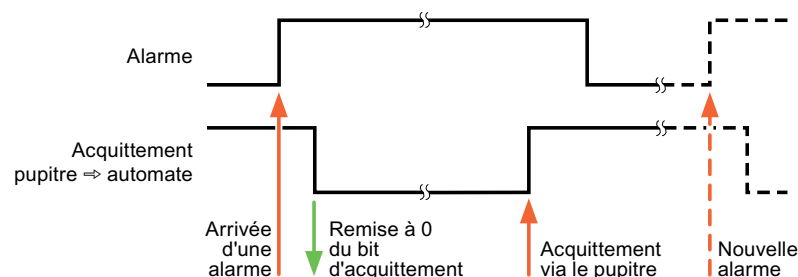 Alarme
Acquittement
pupitre ⇨ automate
Arrivée
d'une
alarme
Remise à 0
du bit
d'acquittement
Acquittement
via le pupitre
Nouvelle
alarme